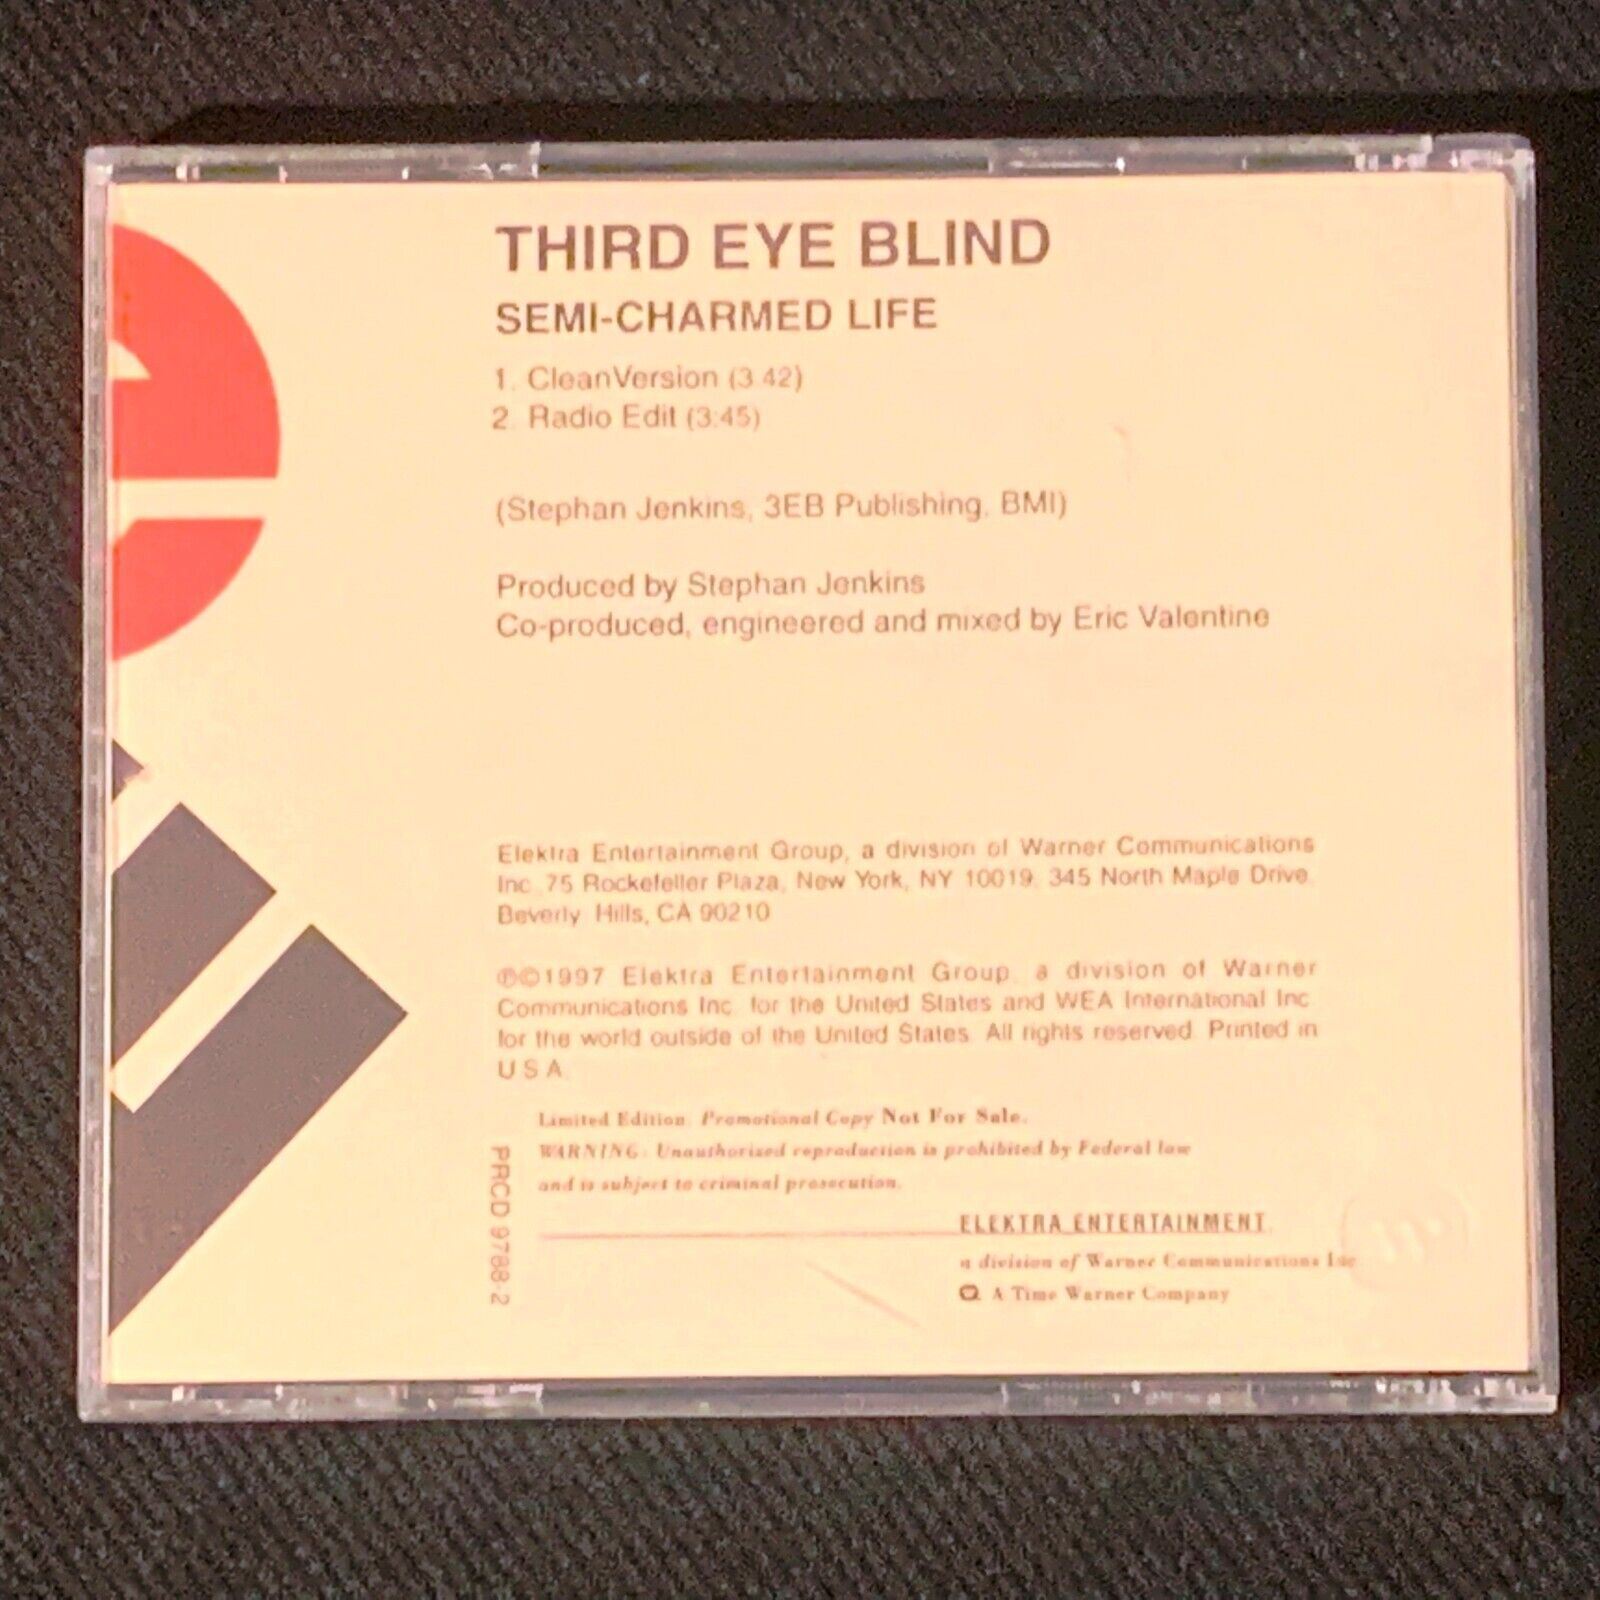 THIRD EYE BLIND
SEMI-CHARMED LIFE
1. CleanVersion (3:42)
2. Radio Edit (3:45)
(Stephan Jenkins, 3EB Publishing, BMI)
Produced by Stephan Jenkins
Co-produced, engineered and mixed by Eric Valentine
Elektra Entertainment Group, a division of Warner Communications
Inc. 75 Rockefeller Plaza, New York, NY 10019. 345 North Maple Drive,
Beverly Hills, CA 90210
℗©1997 Elektra Entertainment Group, a division of Warner
Communications Inc. for the United States and WEA International Inc.
for the world outside of the United States. All rights reserved. Printed in
U.S.A.
Limited Edition. Promotional Copy Not For Sale.
WARNING: Unauthorized reproduction is prohibited by Federal law
and is subject to criminal prosecution.
PRCD 9788-2
ELEKTRA ENTERTAINMENT
a division of Warner Communications Inc.
A Time Warner Company